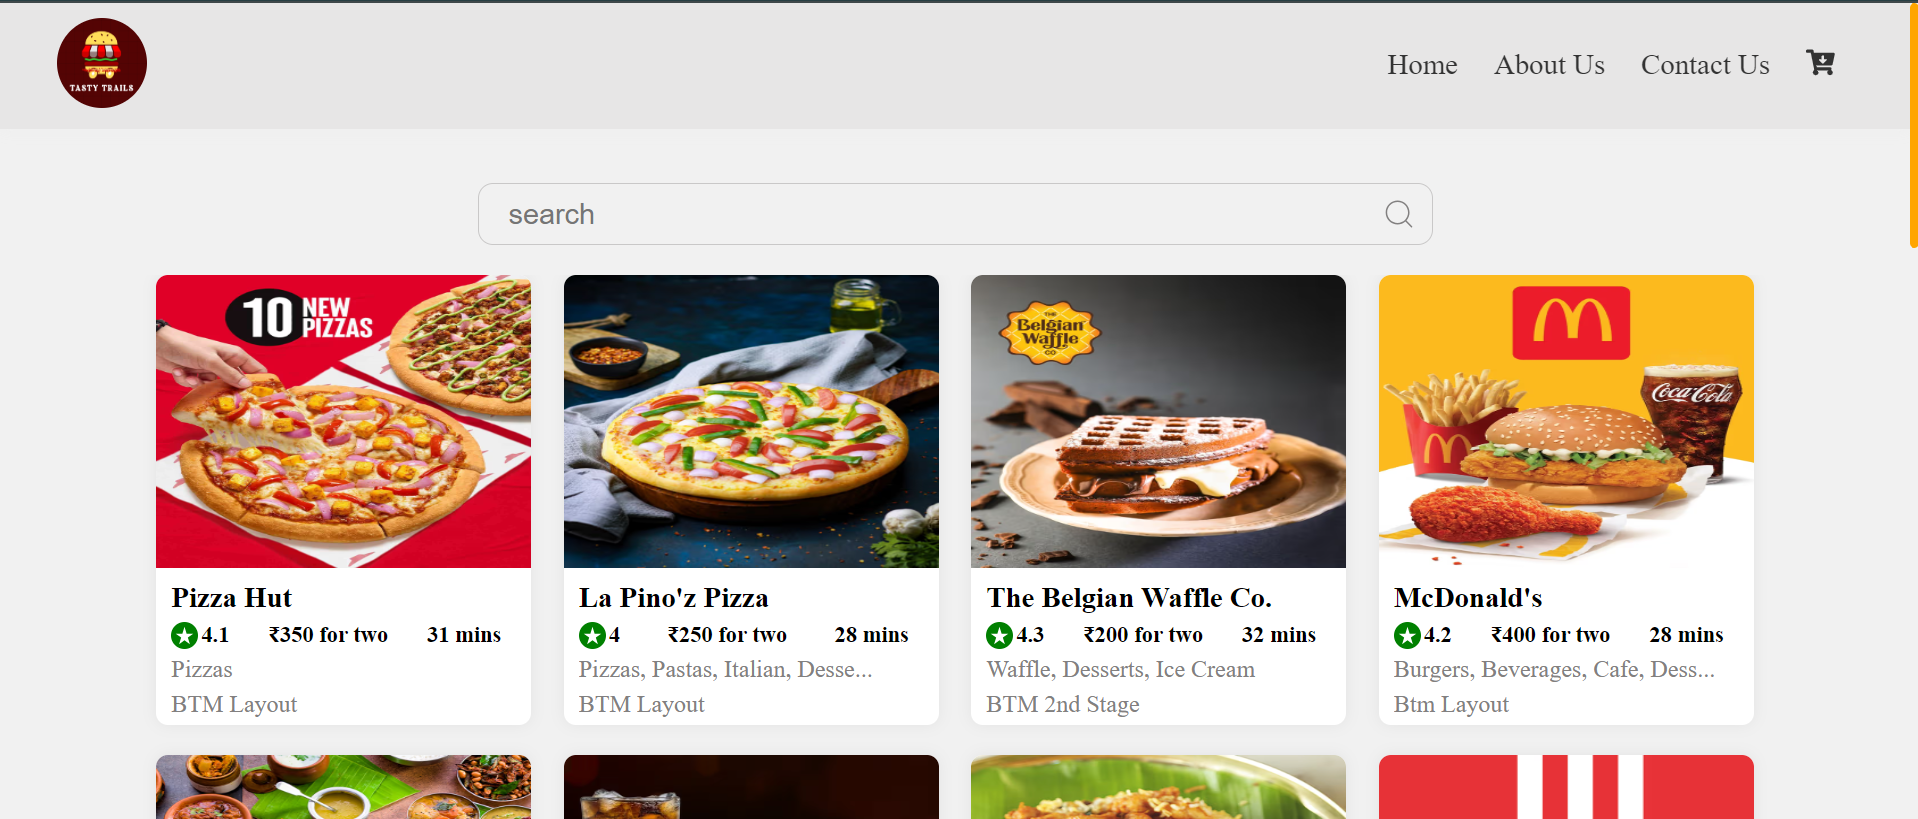 TASTY TRAILS
Home About Us Contact Us
search
10 NEW PIZZAS
THE
Belgian
Waffle
CO
Coca-Cola
Pizza Hut
4.1 ₹350 for two 31 mins
Pizzas
BTM Layout
La Pino'z Pizza
4 ₹250 for two 28 mins
Pizzas, Pastas, Italian, Desse...
BTM Layout
The Belgian Waffle Co.
4.3 ₹200 for two 32 mins
Waffle, Desserts, Ice Cream
BTM 2nd Stage
McDonald's
4.2 ₹400 for two 28 mins
Burgers, Beverages, Cafe, Dess...
Btm Layout